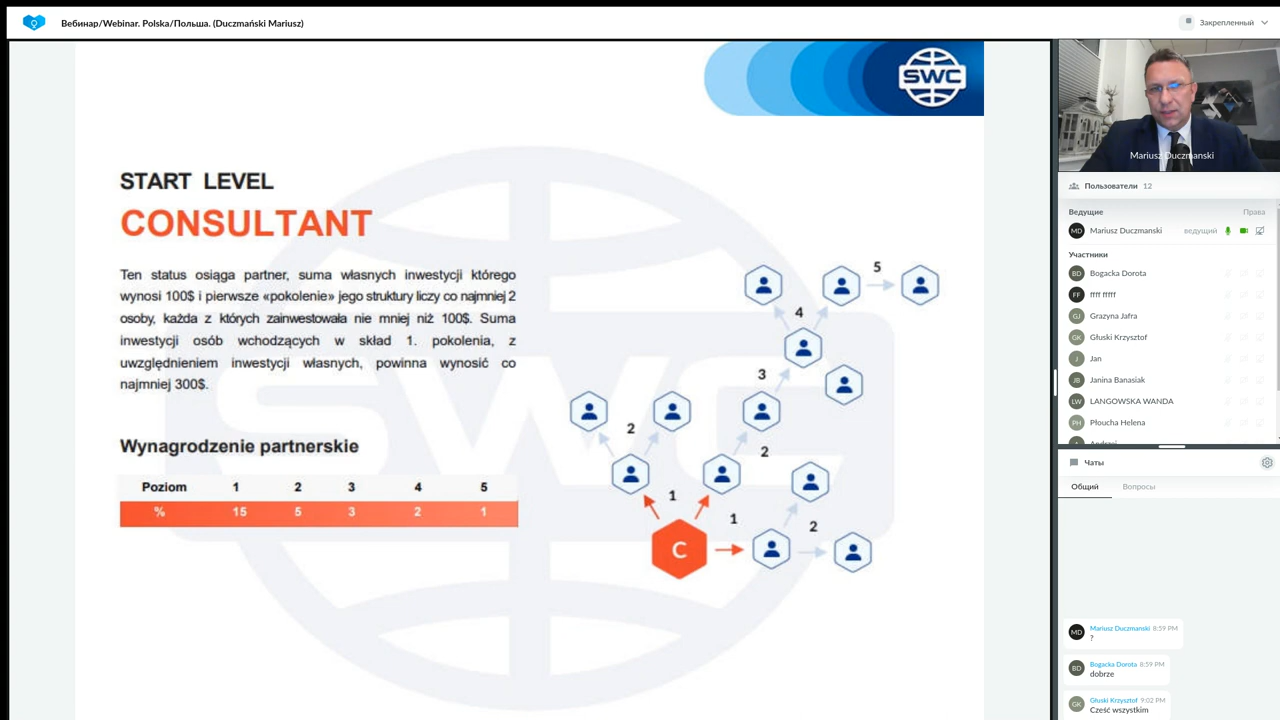 Вебинар/Webinar. Polska/Польша. (Duczmański Mariusz)
Закрепленный
SWC
START LEVEL
CONSULTANT
Ten status osiąga partner, suma własnych inwestycji którego
wynosi 100$ i pierwsze «pokolenie» jego struktury liczy co najmniej 2
osoby, każda z których zainwestowała nie mniej niż 100$. Suma
inwestycji osób wchodzących w skład 1. pokolenia, z
uwzględnieniem inwestycji własnych, powinna wynosić co
najmniej 300$.
Wynagrodzenie partnerskie
Poziom 1 2 3 4 5
% 15 5 3 2 1
5
4
3
2
2
1
1
2
C
SWC
Mariusz Duczmanski
Пользователи 12
Ведущие Права
MD Mariusz Duczmanski ведущий
Участники
BD Bogacka Dorota
FF ffff fffff
GJ Grazyna Jafra
GK Głuski Krzysztof
J Jan
JB Janina Banasiak
LW LANGOWSKA WANDA
PH Płoucha Helena
Andrzej
Чаты
Общий Вопросы
MD Mariusz Duczmanski 8:59 PM
?
BD Bogacka Dorota 8:59 PM
dobrze
GK Głuski Krzysztof 9:02 PM
Cześć wszystkim